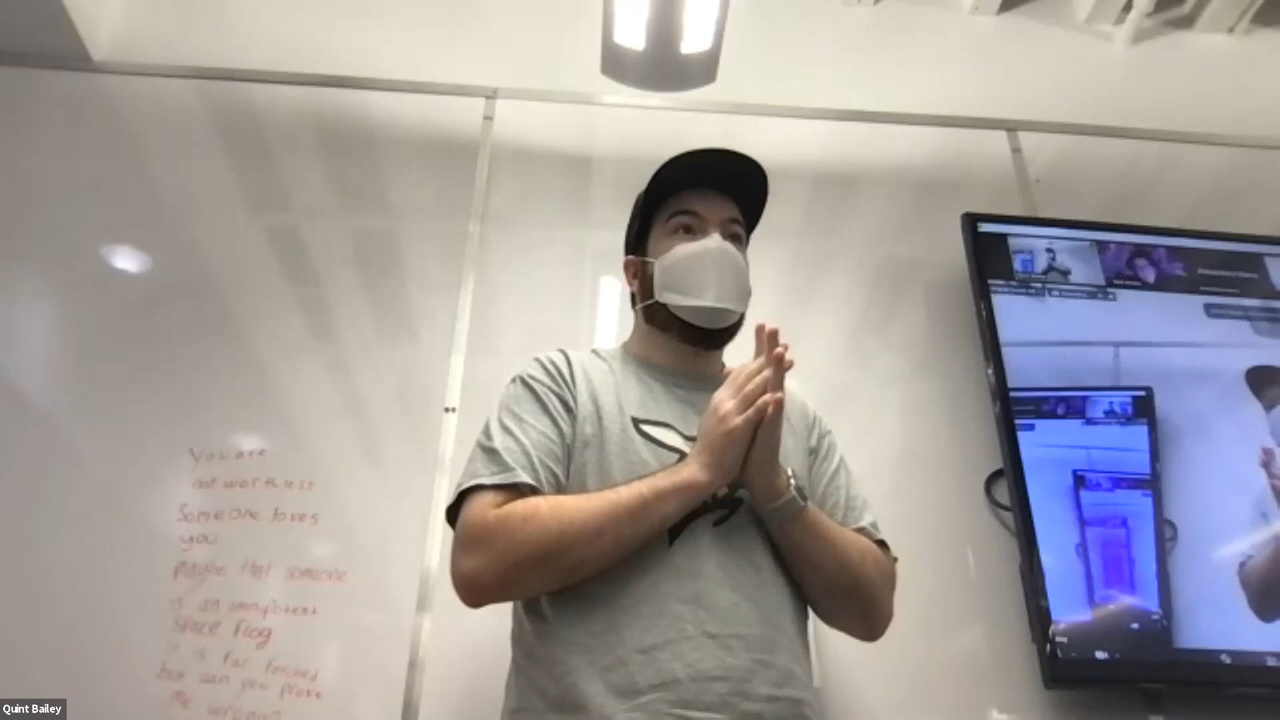 You are
not worthless
Someone loves
you.
maybe that someone
is an omnipotent
space frog
it is far fetched
but can you prove
me wrong
Quint Bailey